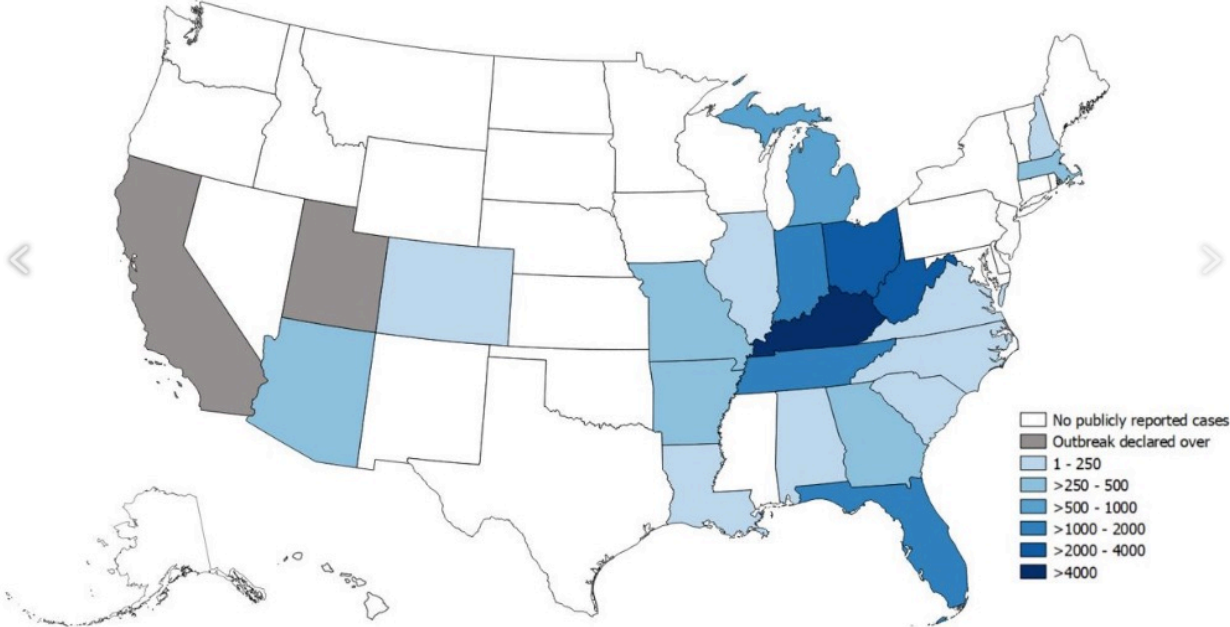 No publicly reported cases
Outbreak declared over
1 - 250
>250 - 500
>500 - 1000
>1000 - 2000
>2000 - 4000
>4000